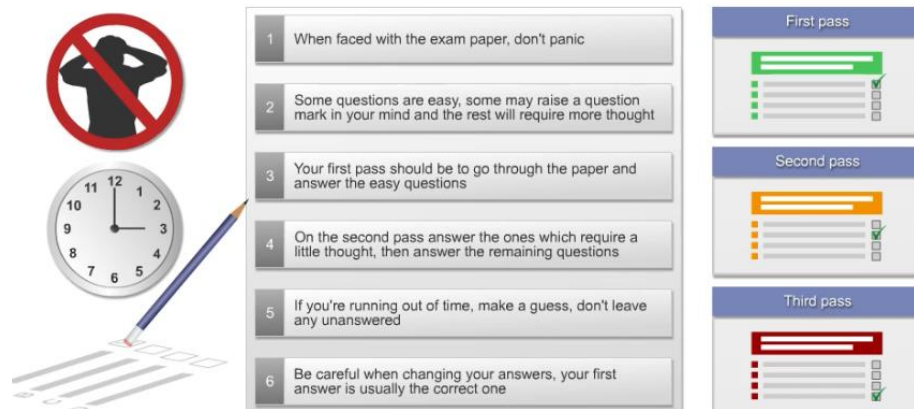 1
When faced with the exam paper, don't panic
2
Some questions are easy, some may raise a question
mark in your mind and the rest will require more thought
3
Your first pass should be to go through the paper and
answer the easy questions
4
On the second pass answer the ones which require a
little thought, then answer the remaining questions
5
If you're running out of time, make a guess, don't leave
any unanswered
6
Be careful when changing your answers, your first
answer is usually the correct one
First pass
Second pass
Third pass
12
1
2
3
4
5
6
7
8
9
10
11